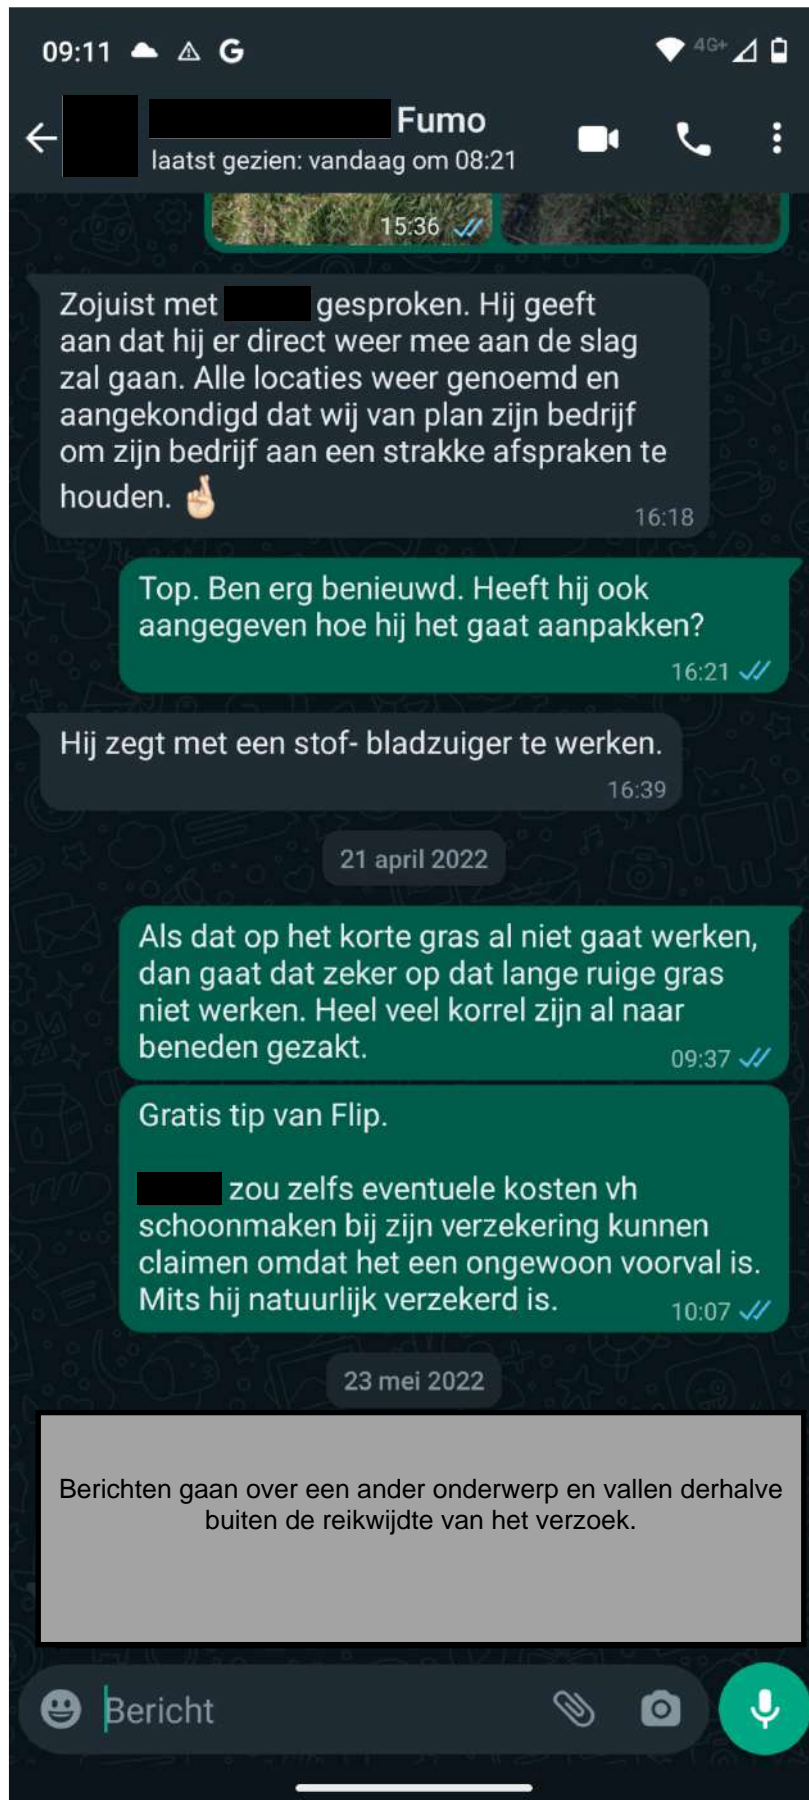 09:11 G 4G+
Fumo
laatst gezien: vandaag om 08:21
15:36
Zojuist met gesproken. Hij geeft
aan dat hij er direct weer mee aan de slag
zal gaan. Alle locaties weer genoemd en
aangekondigd dat wij van plan zijn bedrijf
om zijn bedrijf aan een strakke afspraken te
houden. 🤞🏻
16:18
Top. Ben erg benieuwd. Heeft hij ook
aangegeven hoe hij het gaat aanpakken?
16:21
Hij zegt met een stof- bladzuiger te werken.
16:39
21 april 2022
Als dat op het korte gras al niet gaat werken,
dan gaat dat zeker op dat lange ruige gras
niet werken. Heel veel korrel zijn al naar
beneden gezakt. 09:37
Gratis tip van Flip.
zou zelfs eventuele kosten vh
schoonmaken bij zijn verzekering kunnen
claimen omdat het een ongewoon voorval is.
Mits hij natuurlijk verzekerd is. 10:07
23 mei 2022
Berichten gaan over een ander onderwerp en vallen derhalve
buiten de reikwijdte van het verzoek.
Bericht